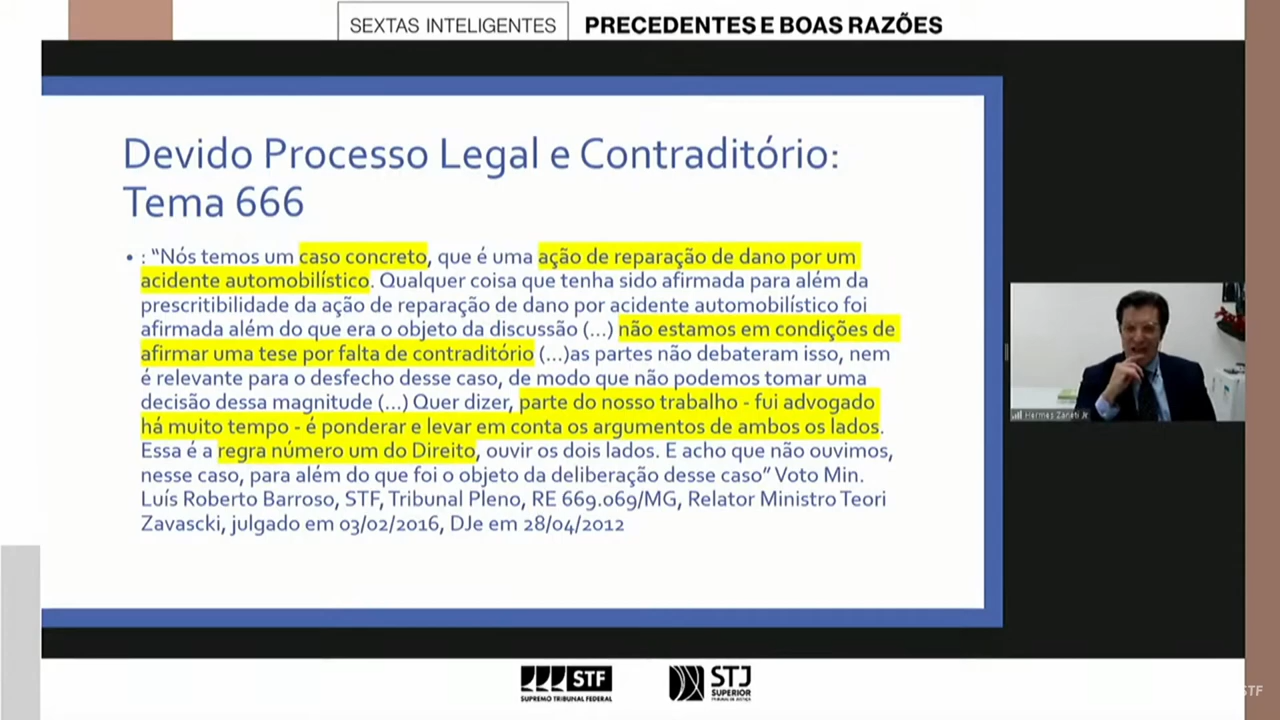 SEXTAS INTELIGENTES PRECEDENTES E BOAS RAZÕES
Devido Processo Legal e Contraditório:
Tema 666
• : “Nós temos um caso concreto, que é uma ação de reparação de dano por um
acidente automobilístico. Qualquer coisa que tenha sido afirmada para além da
prescritibilidade da ação de reparação de dano por acidente automobilístico foi
afirmada além do que era o objeto da discussão (...) não estamos em condições de
afirmar uma tese por falta de contraditório (...)as partes não debateram isso, nem
é relevante para o desfecho desse caso, de modo que não podemos tomar uma
decisão dessa magnitude (...) Quer dizer, parte do nosso trabalho - fui advogado
há muito tempo - é ponderar e levar em conta os argumentos de ambos os lados.
Essa é a regra número um do Direito, ouvir os dois lados. E acho que não ouvimos,
nesse caso, para além do que foi o objeto da deliberação desse caso” Voto Min.
Luís Roberto Barroso, STF, Tribunal Pleno, RE 669.069/MG, Relator Ministro Teori
Zavascki, julgado em 03/02/2016, DJe em 28/04/2012
Hermes Zaneti Jr
STF
SUPREMO TRIBUNAL FEDERAL
STJ
SUPERIOR
TRIBUNAL DE JUSTIÇA
STF